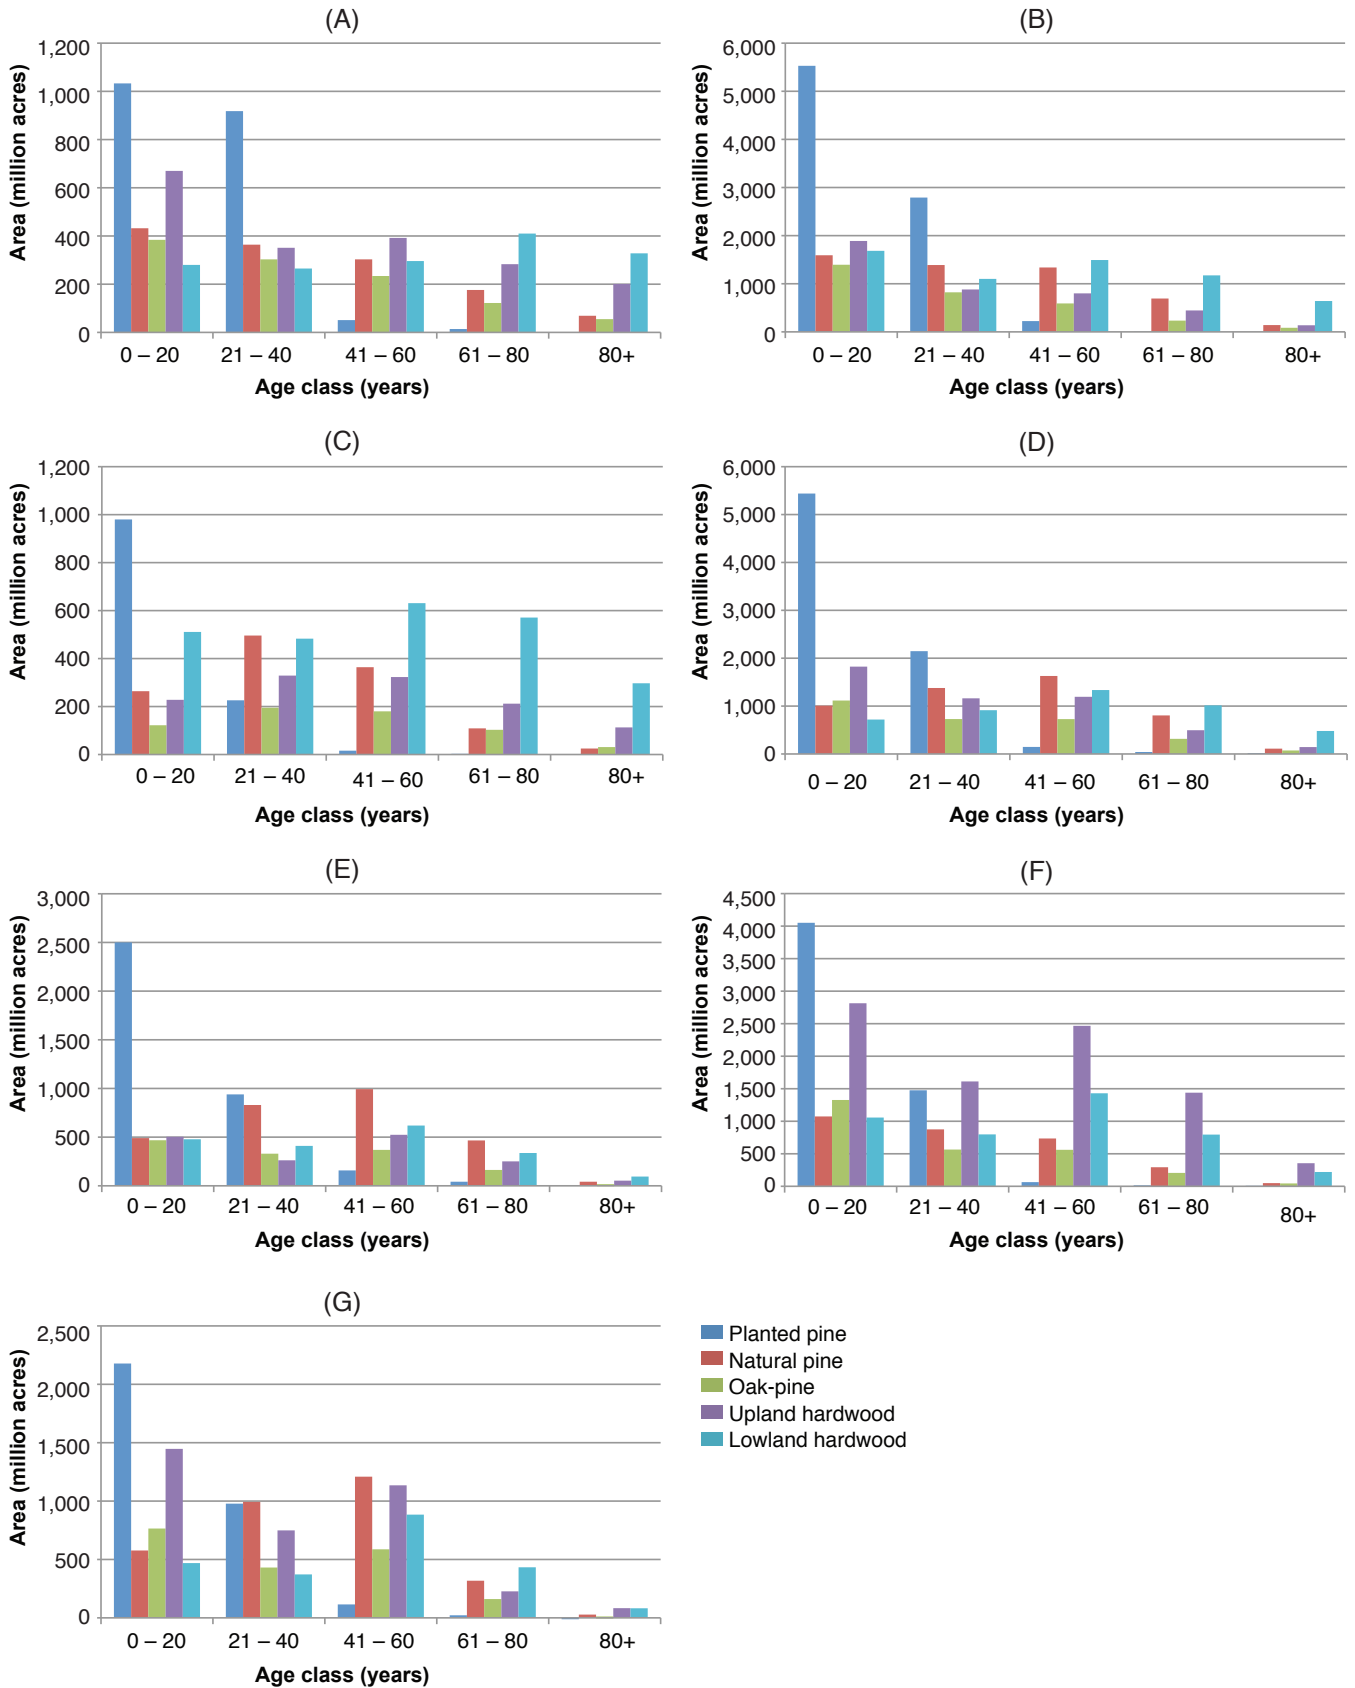 (A)
Area (million acres)
1,200
1,000
800
600
400
200
0
0 – 20 21 – 40 41 – 60 61 – 80 80+
Age class (years)
(B)
Area (million acres)
6,000
5,000
4,000
3,000
2,000
1,000
0
0 – 20 21 – 40 41 – 60 61 – 80 80+
Age class (years)
(C)
Area (million acres)
1,200
1,000
800
600
400
200
0
0 – 20 21 – 40 41 – 60 61 – 80 80+
Age class (years)
(D)
Area (million acres)
6,000
5,000
4,000
3,000
2,000
1,000
0
0 – 20 21 – 40 41 – 60 61 – 80 80+
Age class (years)
(E)
Area (million acres)
3,000
2,500
2,000
1,500
1,000
500
0
0 – 20 21 – 40 41 – 60 61 – 80 80+
Age class (years)
(F)
Area (million acres)
4,500
4,000
3,500
3,000
2,500
2,000
1,500
1,000
500
0
0 – 20 21 – 40 41 – 60 61 – 80 80+
Age class (years)
(G)
Area (million acres)
2,500
2,000
1,500
1,000
500
0
0 – 20 21 – 40 41 – 60 61 – 80 80+
Age class (years)
Planted pine
Natural pine
Oak-pine
Upland hardwood
Lowland hardwood